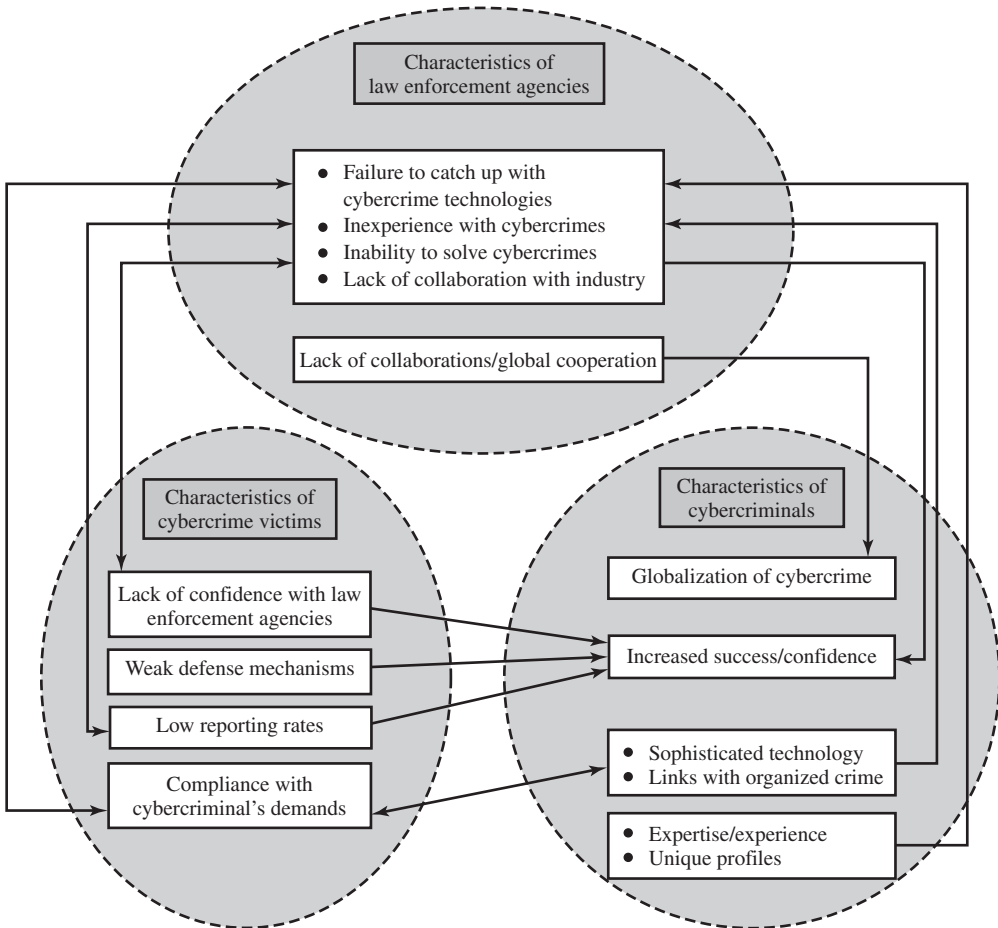 Characteristics of
law enforcement agencies
● Failure to catch up with
cybercrime technologies
● Inexperience with cybercrimes
● Inability to solve cybercrimes
● Lack of collaboration with industry
Lack of collaborations/global cooperation
Characteristics of
cybercrime victims
Lack of confidence with law
enforcement agencies
Weak defense mechanisms
Low reporting rates
Compliance with
cybercriminal’s demands
Characteristics of
cybercriminals
Globalization of cybercrime
Increased success/confidence
● Sophisticated technology
● Links with organized crime
● Expertise/experience
● Unique profiles